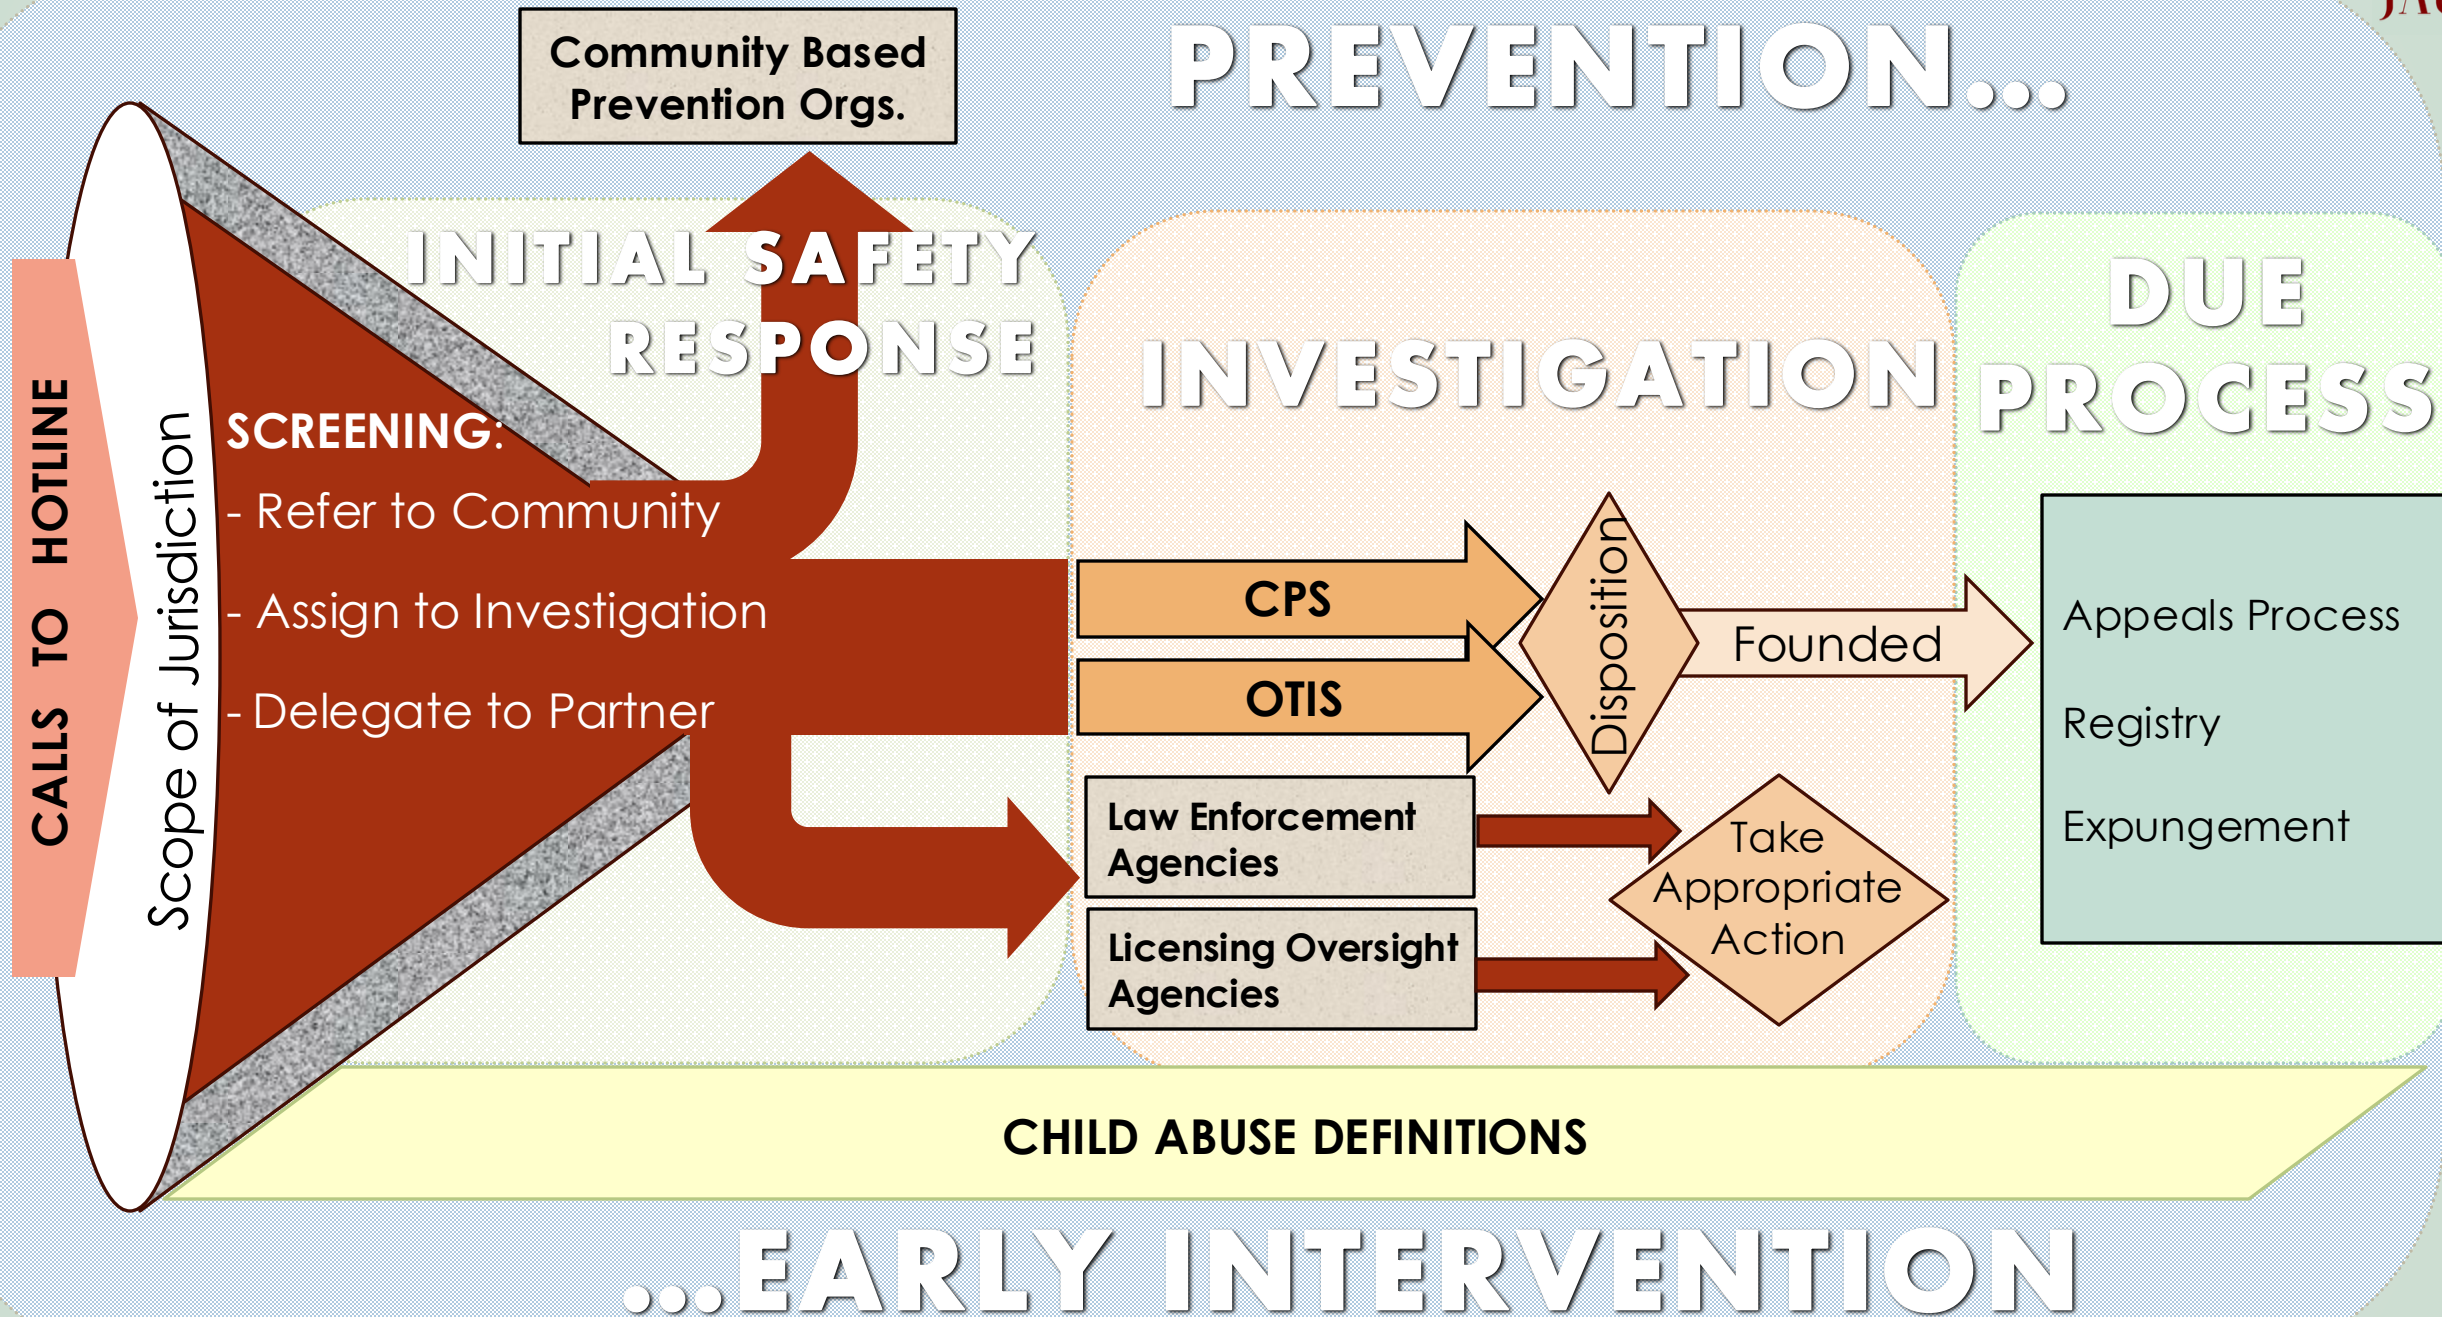 Community Based
Prevention Orgs.
PREVENTION...
INITIAL SAFETY
RESPONSE
INVESTIGATION
DUE
PROCESS
CALLS TO HOTLINE
Scope of Jurisdiction
SCREENING:
- Refer to Community
- Assign to Investigation
- Delegate to Partner
CPS
OTIS
Disposition
Founded
Law Enforcement
Agencies
Licensing Oversight
Agencies
Take
Appropriate
Action
Appeals Process
Registry
Expungement
CHILD ABUSE DEFINITIONS
...EARLY INTERVENTION